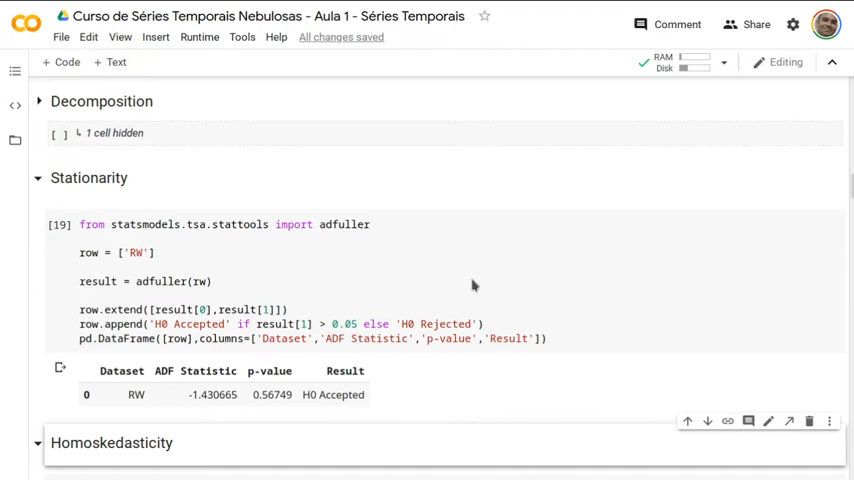 Curso de Séries Temporais Nebulosas - Aula 1 - Séries Temporais
Comment
Share
File Edit View Insert Runtime Tools Help All changes saved
+ Code + Text
RAM
Disk
Editing
Decomposition
[ ] ↳ 1 cell hidden
Stationarity
[19] from statsmodels.tsa.stattools import adfuller
row = ['RW']
result = adfuller(rw)
row.extend([result[0],result[1]])
row.append('H0 Accepted' if result[1] > 0.05 else 'H0 Rejected')
pd.DataFrame([row],columns=['Dataset','ADF Statistic','p-value','Result'])
Dataset ADF Statistic p-value Result
0 RW -1.430665 0.56749 H0 Accepted
Homoskedasticity